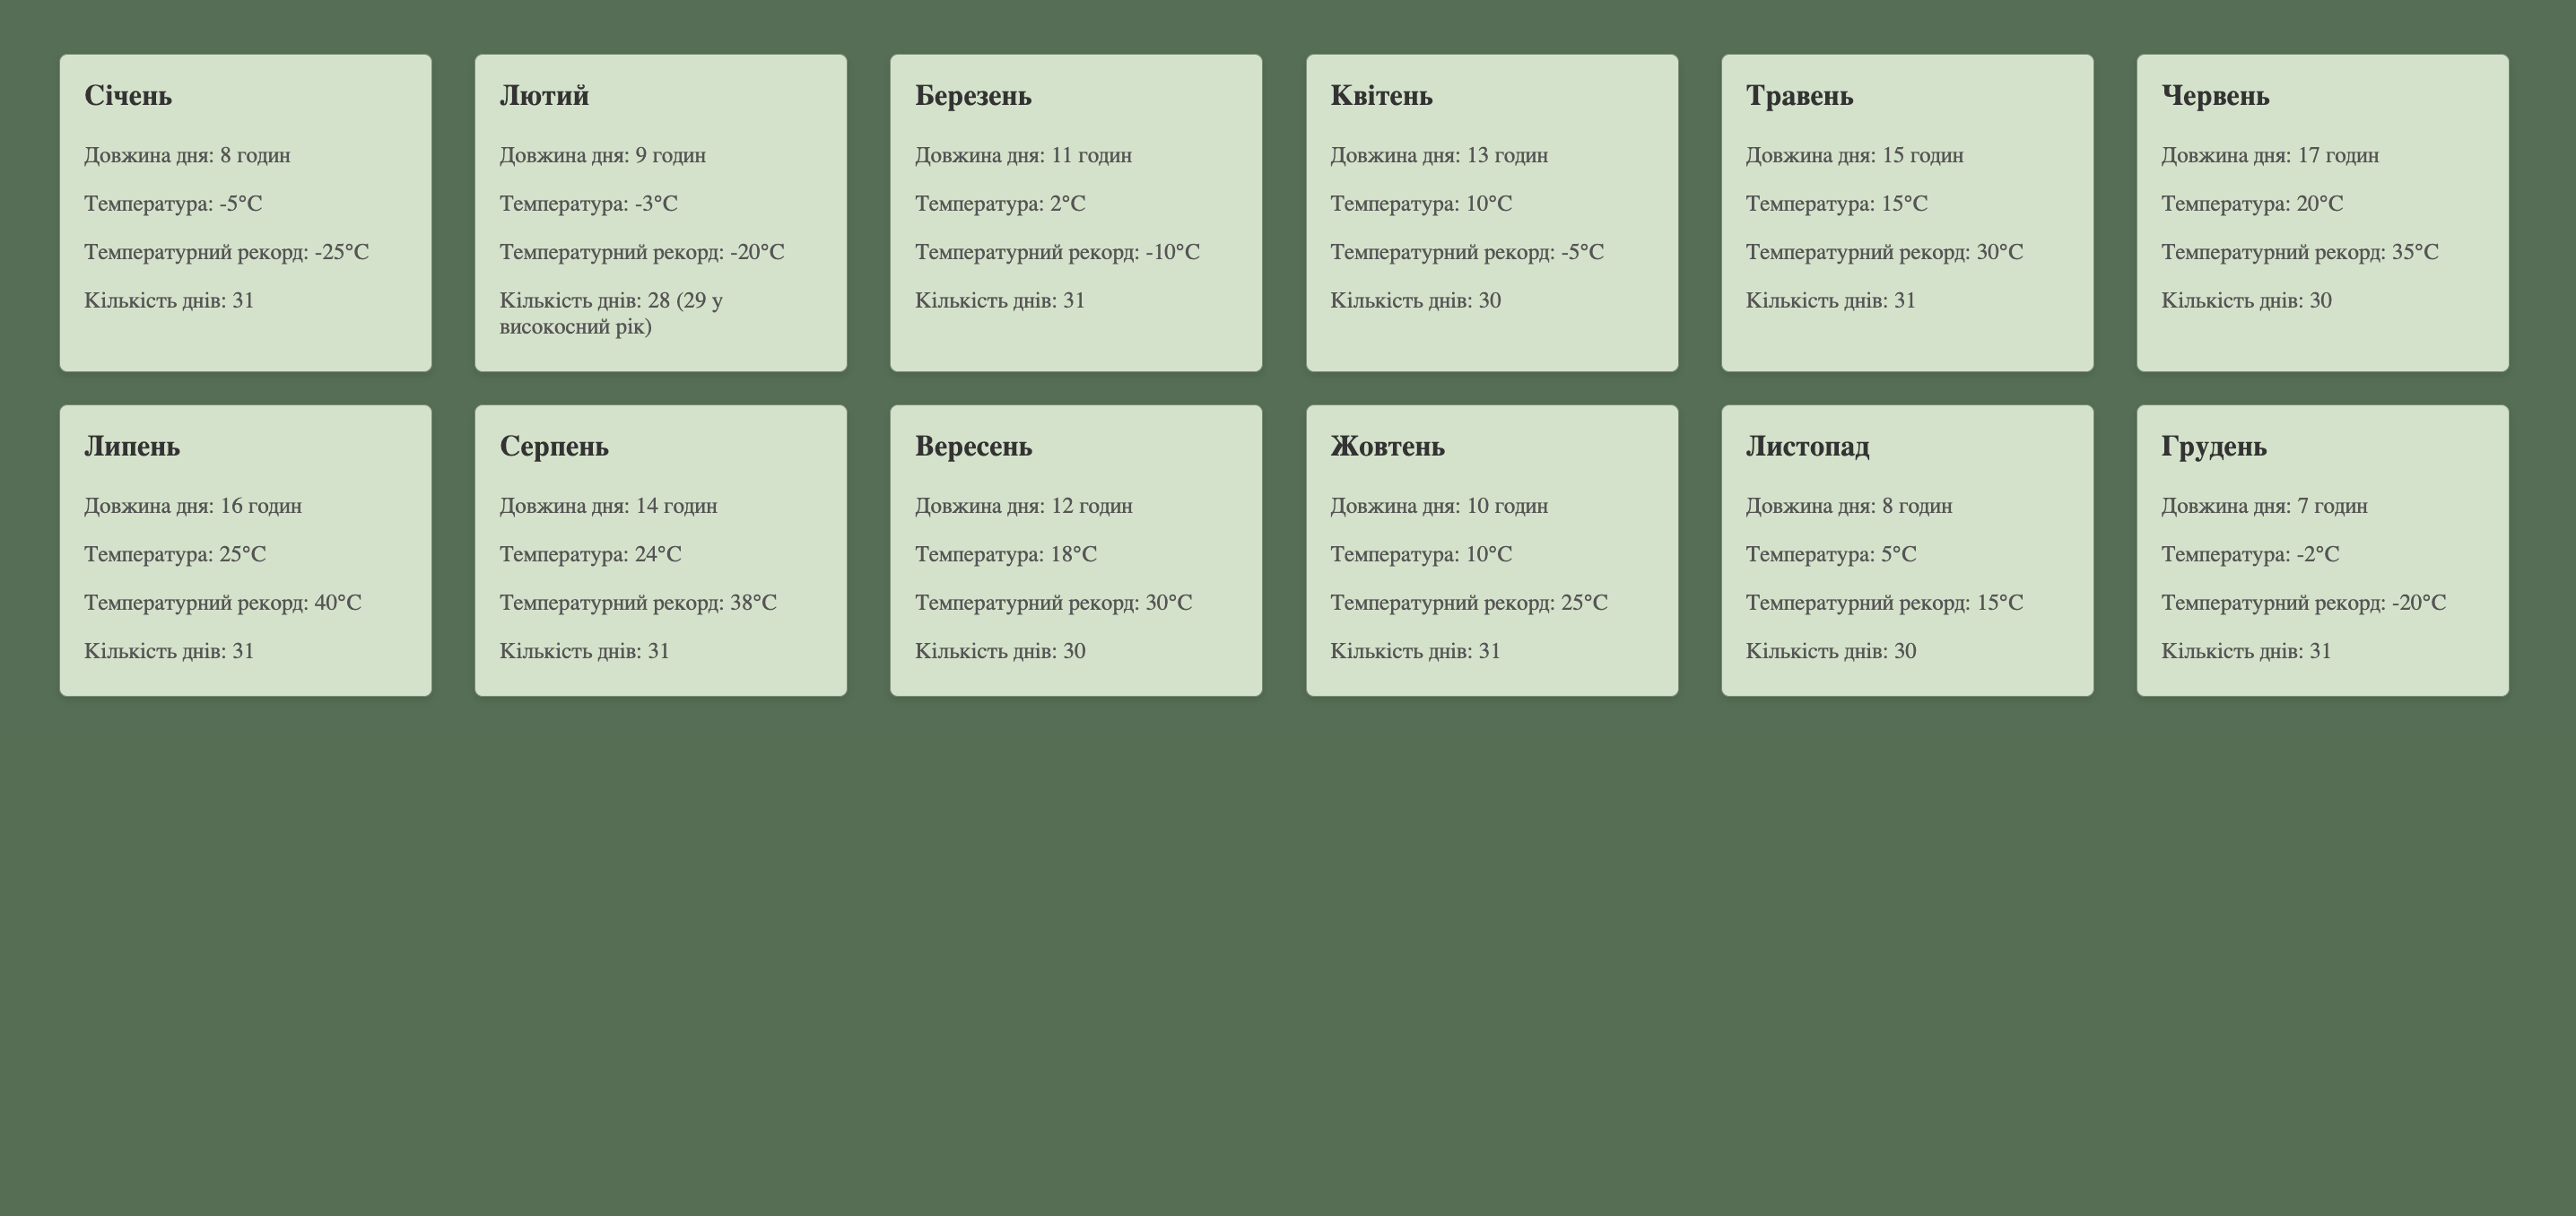 Січень
Довжина дня: 8 годин
Температура: -5°C
Температурний рекорд: -25°C
Кількість днів: 31
Лютий
Довжина дня: 9 годин
Температура: -3°C
Температурний рекорд: -20°C
Кількість днів: 28 (29 у
високосний рік)
Березень
Довжина дня: 11 годин
Температура: 2°C
Температурний рекорд: -10°C
Кількість днів: 31
Квітень
Довжина дня: 13 годин
Температура: 10°C
Температурний рекорд: -5°C
Кількість днів: 30
Травень
Довжина дня: 15 годин
Температура: 15°C
Температурний рекорд: 30°C
Кількість днів: 31
Червень
Довжина дня: 17 годин
Температура: 20°C
Температурний рекорд: 35°C
Кількість днів: 30
Липень
Довжина дня: 16 годин
Температура: 25°C
Температурний рекорд: 40°C
Кількість днів: 31
Серпень
Довжина дня: 14 годин
Температура: 24°C
Температурний рекорд: 38°C
Кількість днів: 31
Вересень
Довжина дня: 12 годин
Температура: 18°C
Температурний рекорд: 30°C
Кількість днів: 30
Жовтень
Довжина дня: 10 годин
Температура: 10°C
Температурний рекорд: 25°C
Кількість днів: 31
Листопад
Довжина дня: 8 годин
Температура: 5°C
Температурний рекорд: 15°C
Кількість днів: 30
Грудень
Довжина дня: 7 годин
Температура: -2°C
Температурний рекорд: -20°C
Кількість днів: 31